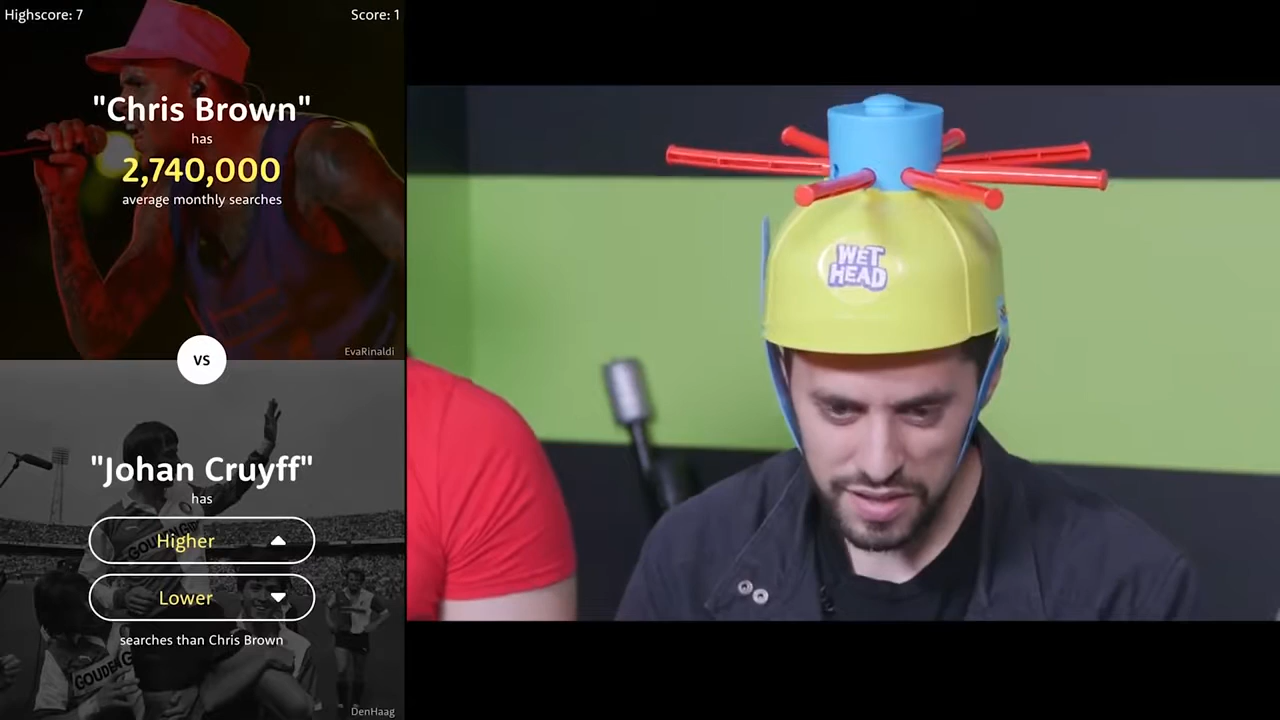 Highscore: 7
Score: 1
"Chris Brown"
has
2,740,000
average monthly searches
EvaRinaldi
VS
"Johan Cruyff"
has
Higher
Lower
searches than Chris Brown
DenHaag
WET
HEAD